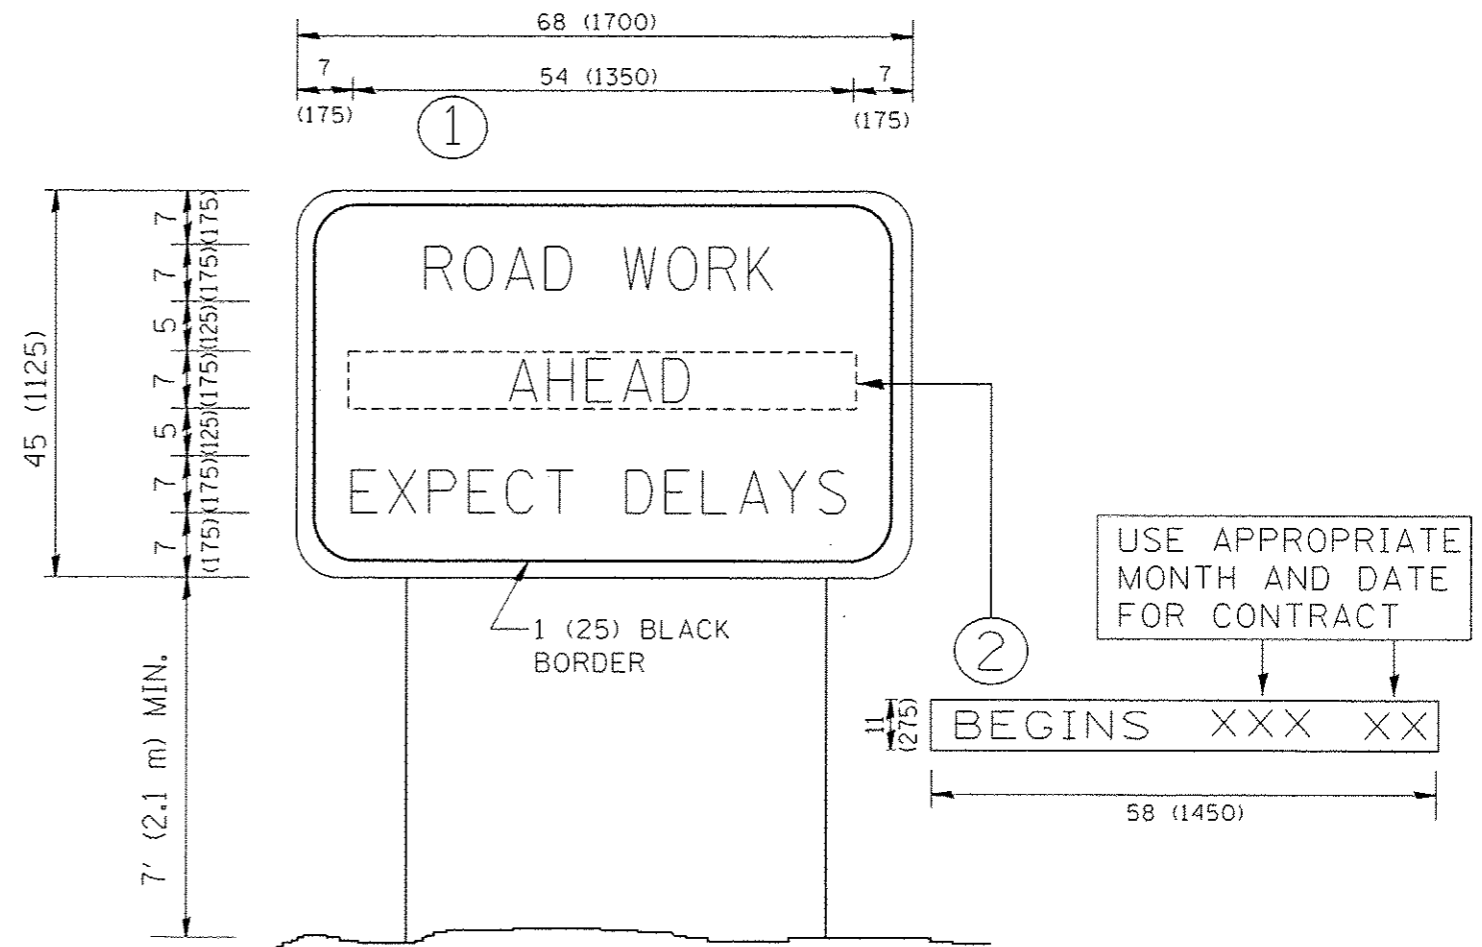 68 (1700)
7
54 (1350)
7
(175)
(175)
1
45 (1125)
7 (175)
7 (175)
5 (125)
7 (175)
5 (125)
7 (175)
7 (175)
ROAD WORK
AHEAD
EXPECT DELAYS
1 (25) BLACK
BORDER
7' (2.1 m) MIN.
2
USE APPROPRIATE
MONTH AND DATE
FOR CONTRACT
11
(275)
BEGINS XXX XX
58 (1450)